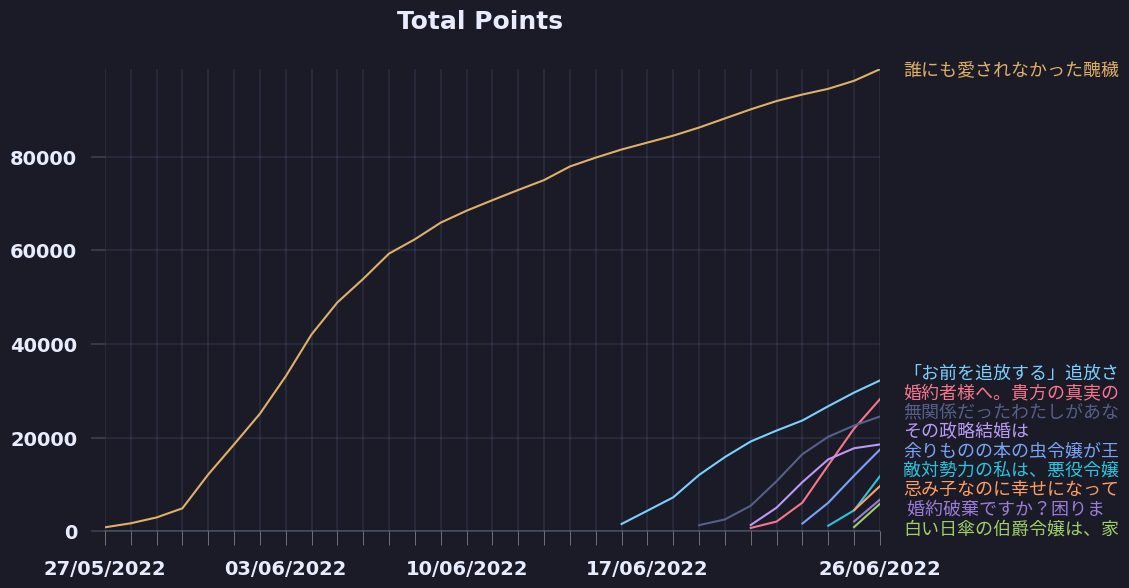 Total Points
誰にも愛されなかった醜穢
80000
60000
40000
20000
0
「お前を追放する」追放さ
婚約者様へ。貴方の真実の
無関係だったわたしがあな
その政略結婚は
余りものの本の虫令嬢が王
敵対勢力の私は、悪役令嬢
忌み子なのに幸せになって
婚約破棄ですか？困りま
白い日傘の伯爵令嬢は、家
27/05/2022 03/06/2022 10/06/2022 17/06/2022 26/06/2022